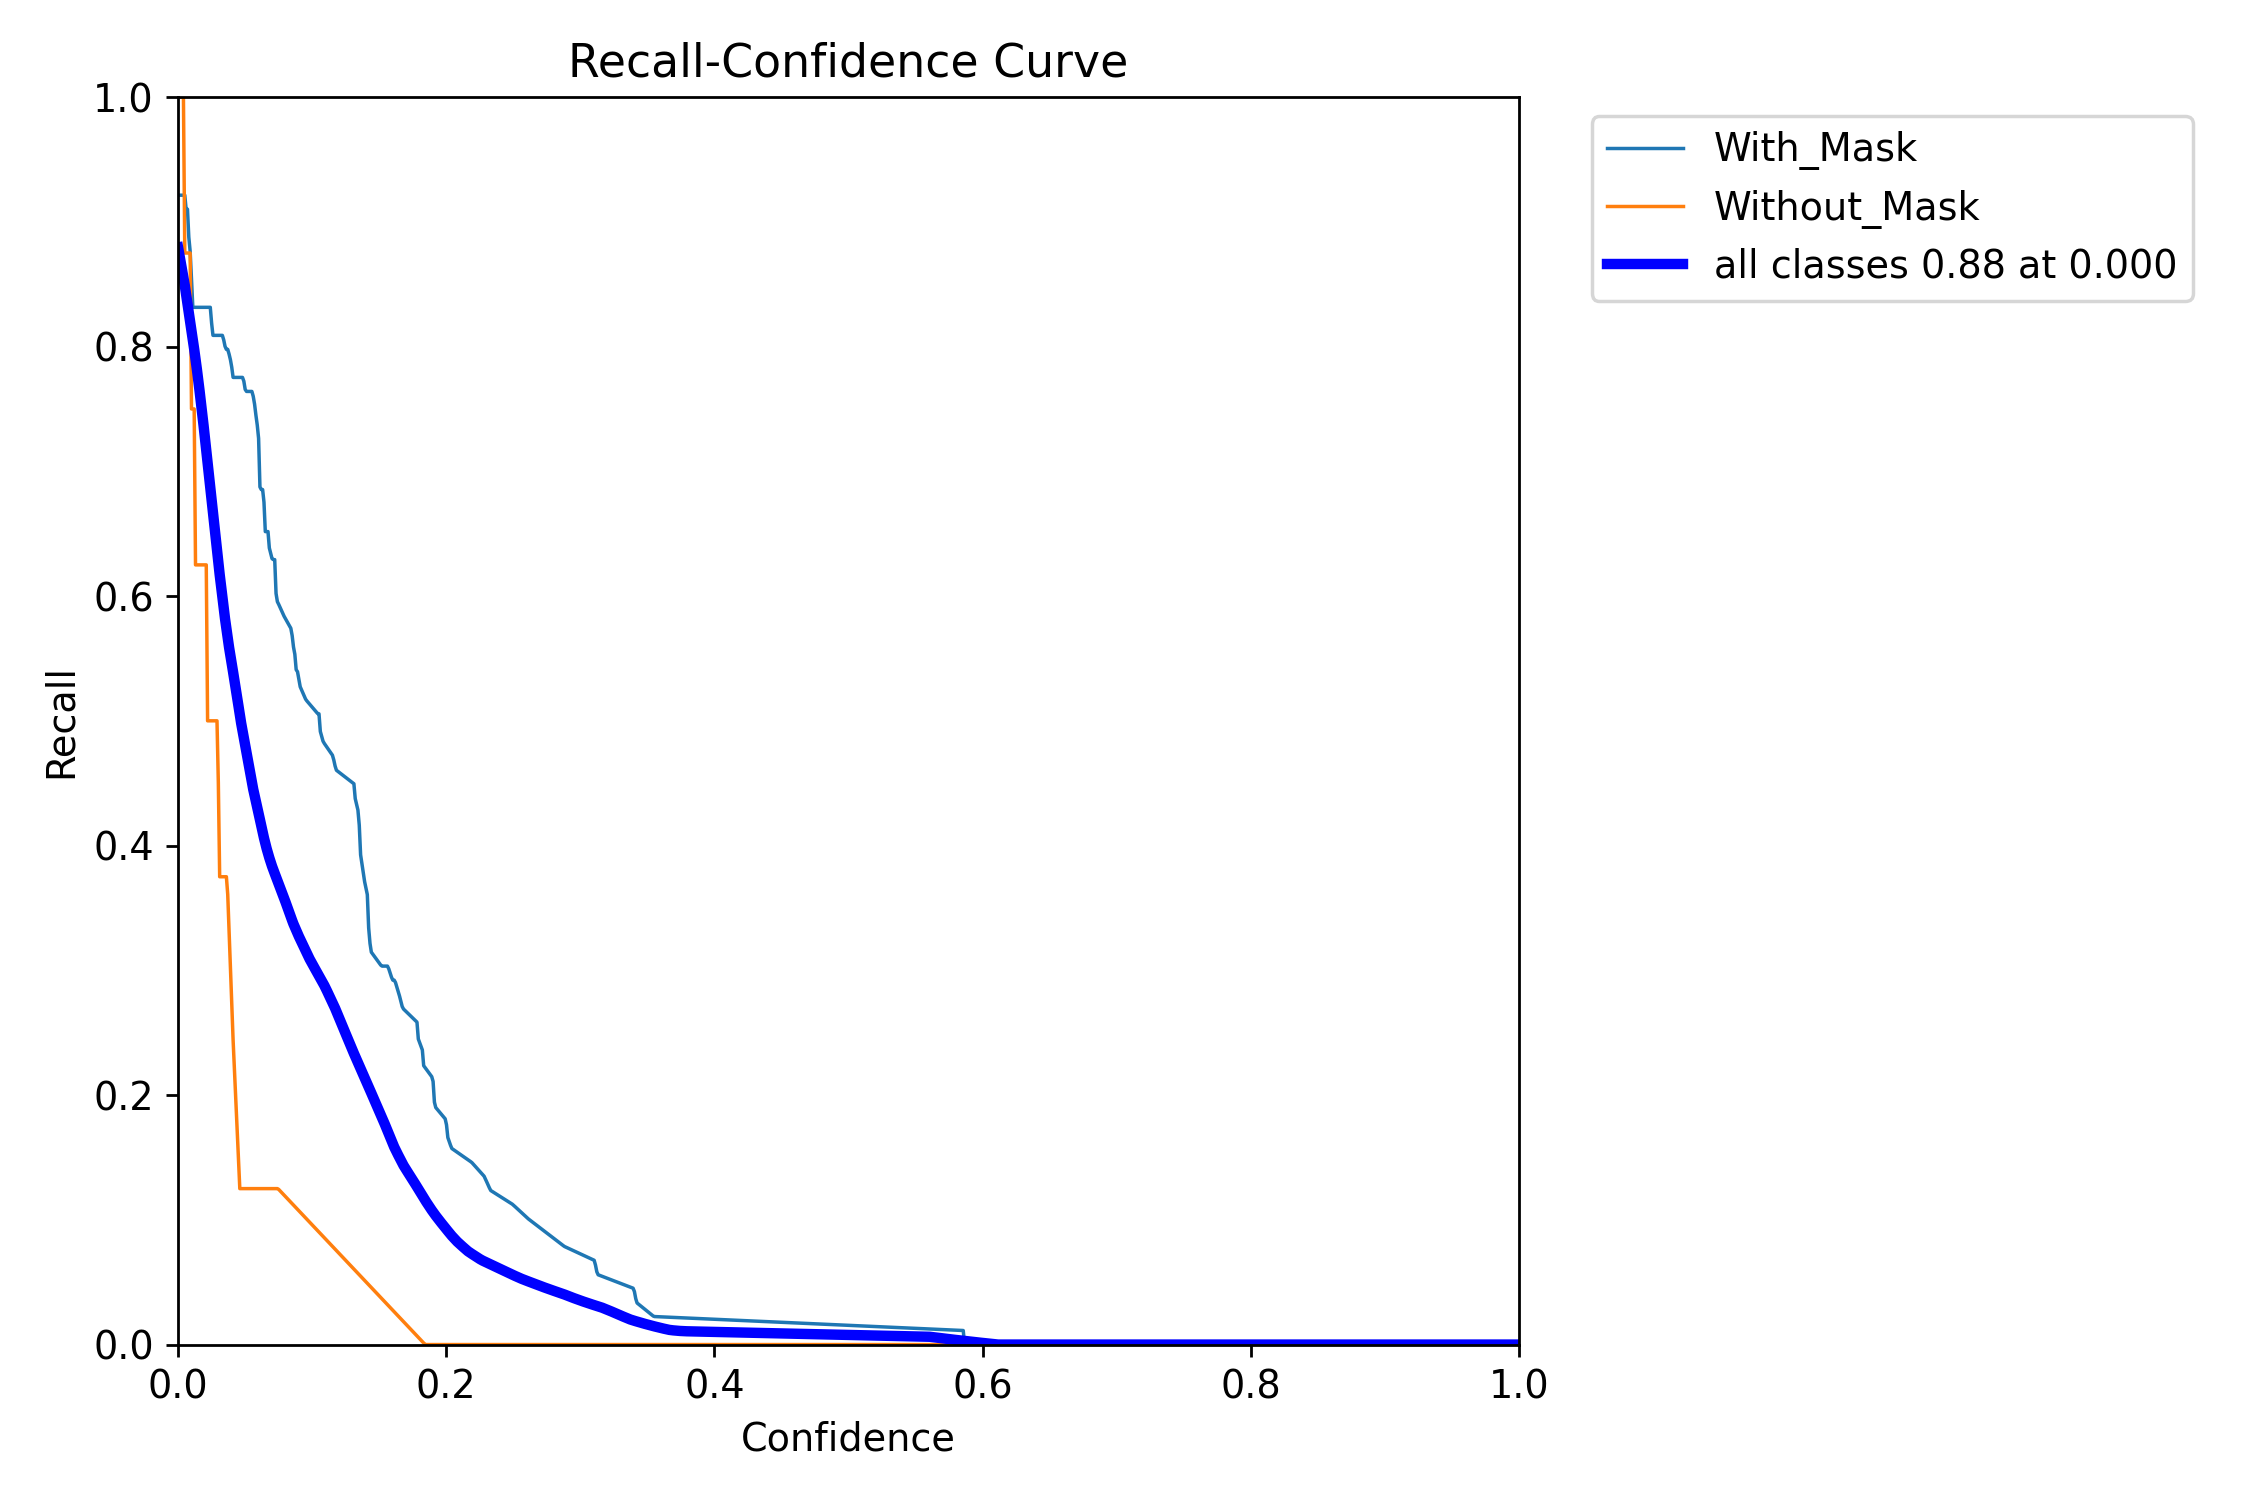 Recall-Confidence Curve
1.0
0.8
0.6
0.4
0.2
0.0
Recall
0.0 0.2 0.4 0.6 0.8 1.0
Confidence
With_Mask
Without_Mask
all classes 0.88 at 0.000